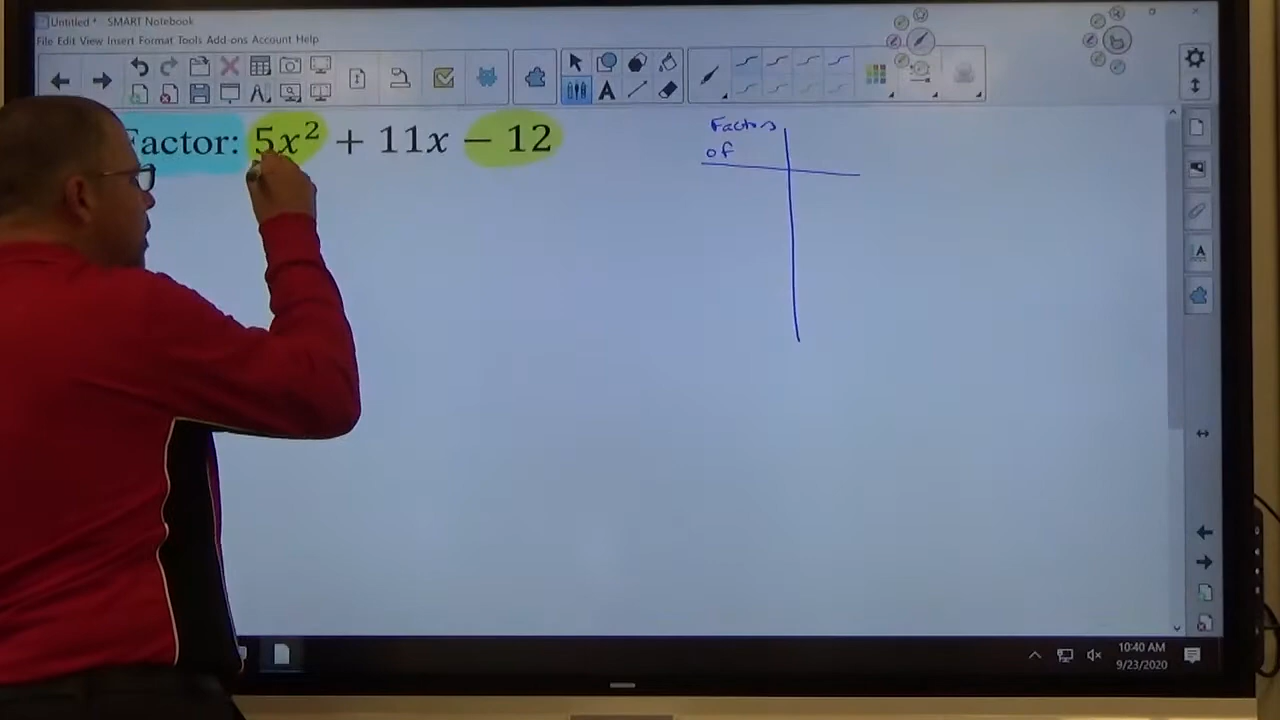 Untitled * SMART Notebook
File Edit View Insert Format Tools Add-ons Account Help
Factor: 5x² + 11x − 12
Factors
of
10:40 AM
9/23/2020